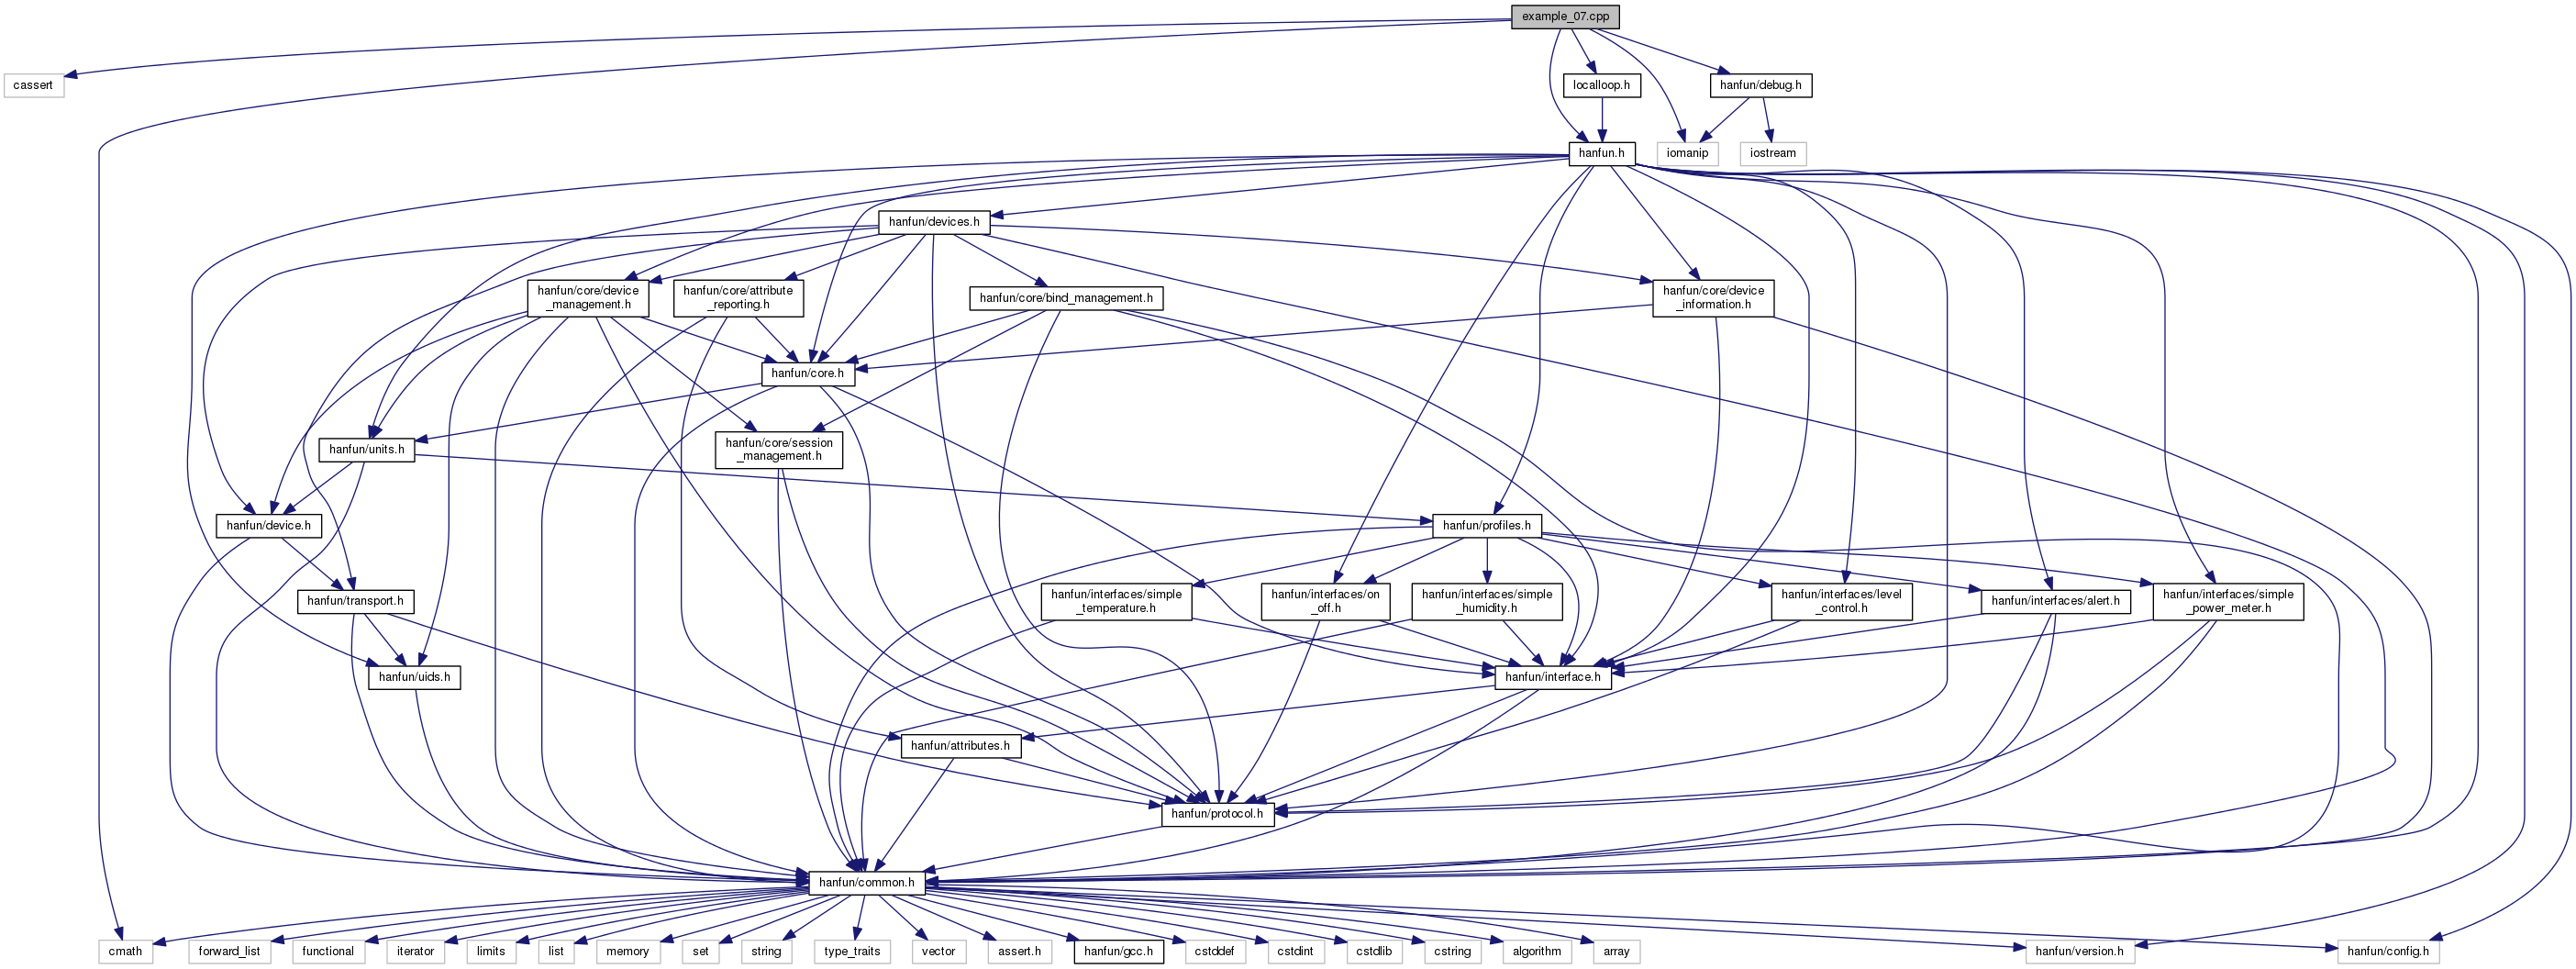 example_07.cpp
cassert
localloop.h
hanfun/debug.h
hanfun.h
iomanip
iostream
hanfun/devices.h
hanfun/core/device
_management.h
hanfun/core/attribute
_reporting.h
hanfun/core/bind_management.h
hanfun/core/device
_information.h
hanfun/core.h
hanfun/units.h
hanfun/core/session
_management.h
hanfun/device.h
hanfun/profiles.h
hanfun/transport.h
hanfun/interfaces/simple
_temperature.h
hanfun/interfaces/on
_off.h
hanfun/interfaces/simple
_humidity.h
hanfun/interfaces/level
_control.h
hanfun/interfaces/alert.h
hanfun/interfaces/simple
_power_meter.h
hanfun/uids.h
hanfun/interface.h
hanfun/attributes.h
hanfun/protocol.h
hanfun/common.h
cmath
forward_list
functional
iterator
limits
list
memory
set
string
type_traits
vector
assert.h
hanfun/gcc.h
cstddef
cstdint
cstdlib
cstring
algorithm
array
hanfun/version.h
hanfun/config.h